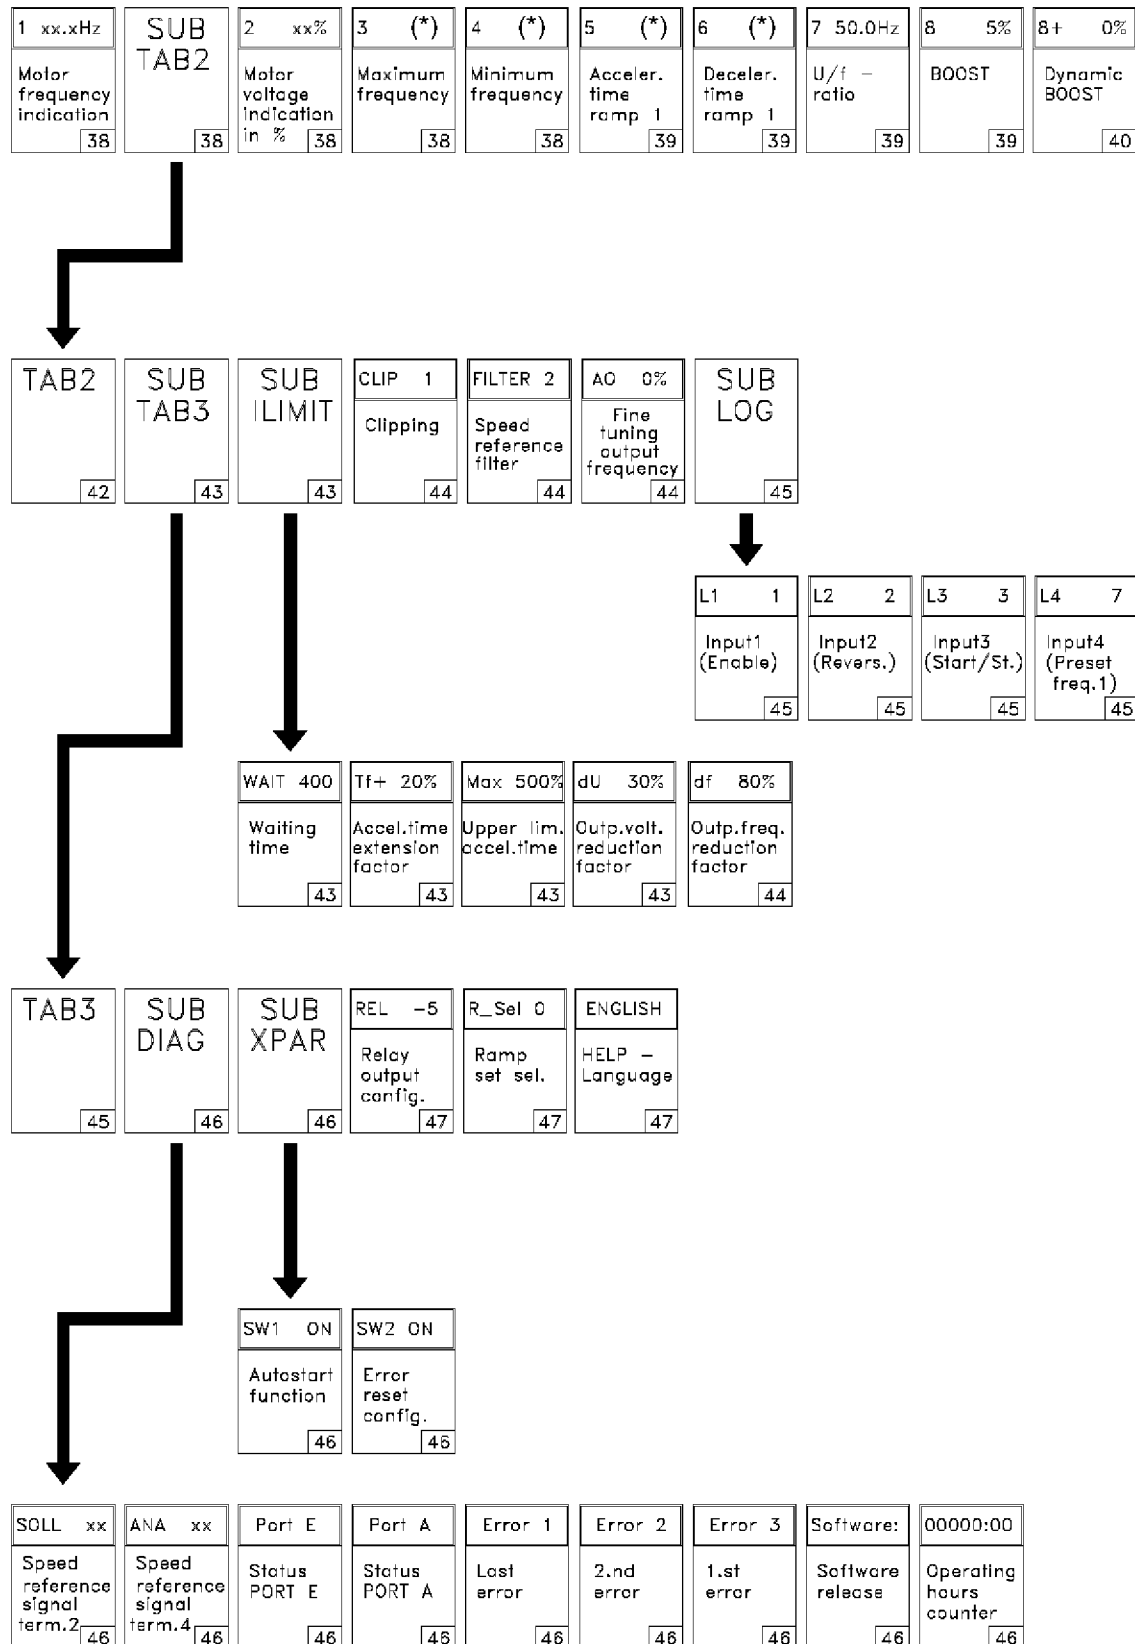 1 xx.xHz
Motor
frequency
indication
38
SUB
TAB2
38
2 xx%
Motor
voltage
indication
in %
38
3 (*)
Maximum
frequency
38
4 (*)
Minimum
frequency
38
5 (*)
Acceler.
time
ramp 1
39
6 (*)
Deceler.
time
ramp 1
39
7 50.0Hz
U/f -
ratio
39
8 5%
BOOST
39
8+ 0%
Dynamic
BOOST
40
TAB2
42
SUB
TAB3
43
SUB
ILIMIT
43
CLIP 1
Clipping
44
FILTER 2
Speed
reference
filter
44
AO 0%
Fine
tuning
output
frequency
44
SUB
LOG
45
L1 1
Input1
(Enable)
45
L2 2
Input2
(Revers.)
45
L3 3
Input3
(Start/St.)
45
L4 7
Input4
(Preset
freq.1)
45
WAIT 400
Waiting
time
43
Tf+ 20%
Accel.time
extension
factor
43
Max 500%
Upper lim.
accel.time
43
dU 30%
Outp.volt.
reduction
factor
43
df 80%
Outp.freq.
reduction
factor
44
TAB3
45
SUB
DIAG
46
SUB
XPAR
46
REL -5
Relay
output
config.
47
R_Sel 0
Ramp
set sel.
47
ENGLISH
HELP -
Language
47
SW1 ON
Autostart
function
46
SW2 ON
Error
reset
config.
46
SOLL xx
Speed
reference
signal
term.2
46
ANA xx
Speed
reference
signal
term.4
46
Port E
Status
PORT E
46
Port A
Status
PORT A
46
Error 1
Last
error
46
Error 2
2.nd
error
46
Error 3
1.st
error
46
Software:
Software
release
46
00000:00
Operating
hours
counter
46